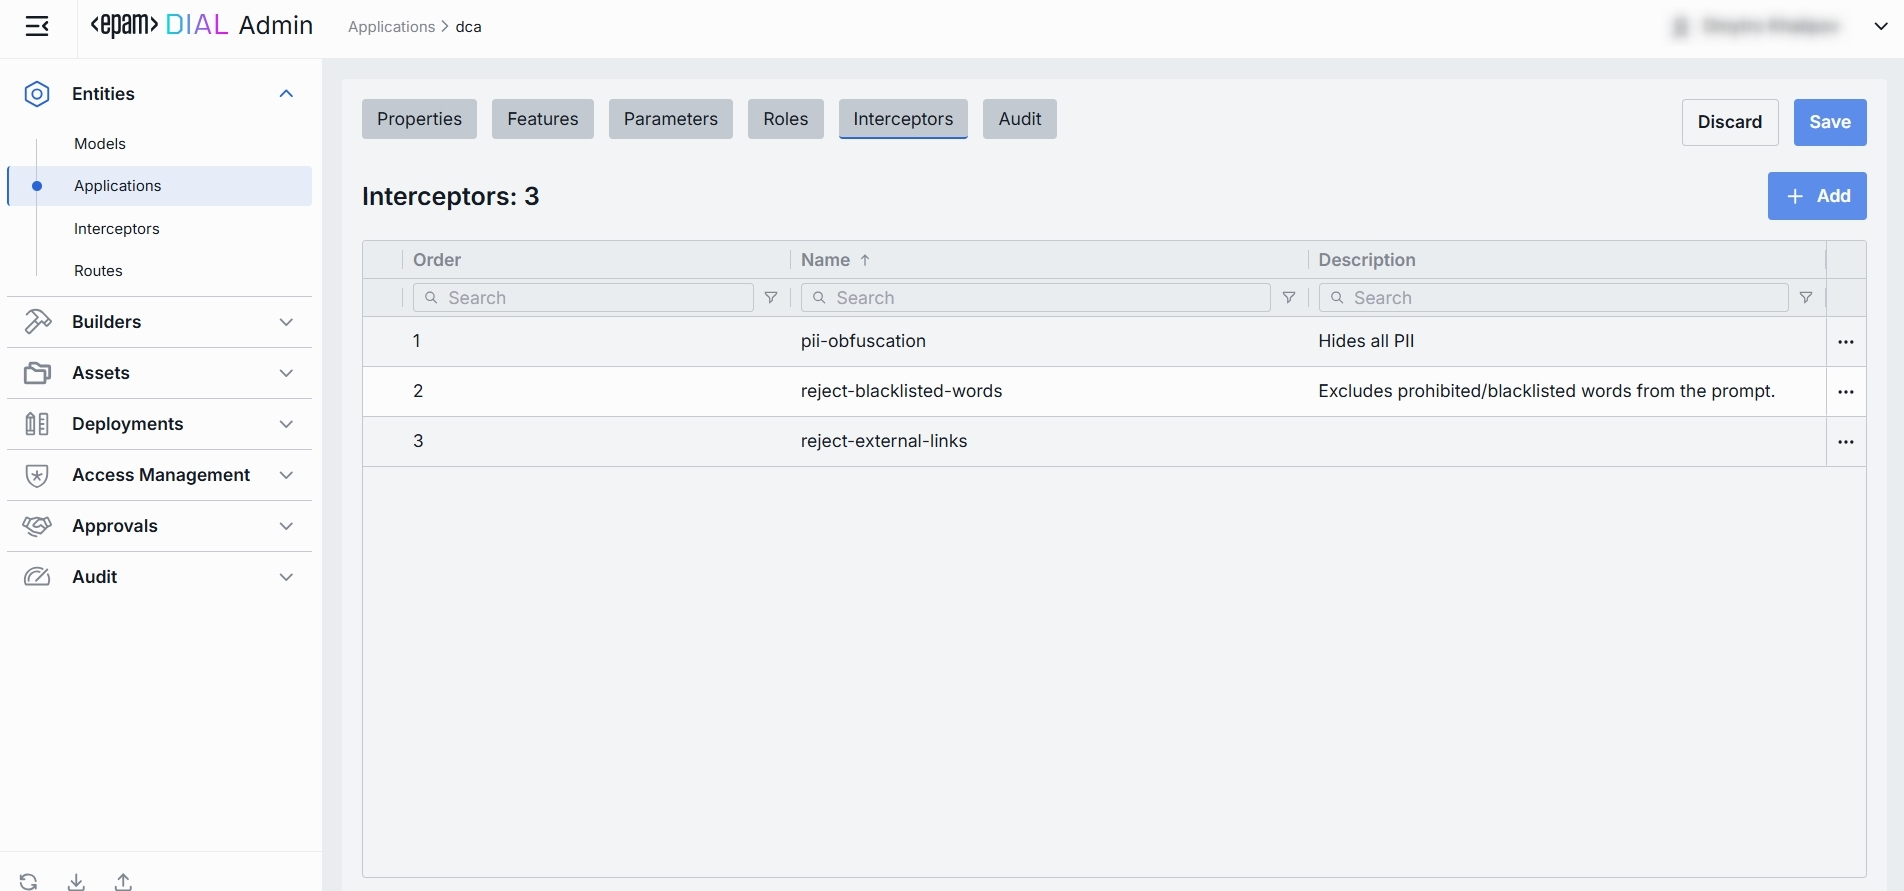 <epam> DIAL Admin
Applications > dca
Entities
Models
Applications
Interceptors
Routes
Builders
Assets
Deployments
Access Management
Approvals
Audit
Properties Features Parameters Roles Interceptors Audit
Discard Save
Interceptors: 3
+ Add
Order Name ↑ Description
Search Search Search
1 pii-obfuscation Hides all PII ...
2 reject-blacklisted-words Excludes prohibited/blacklisted words from the prompt. ...
3 reject-external-links ...